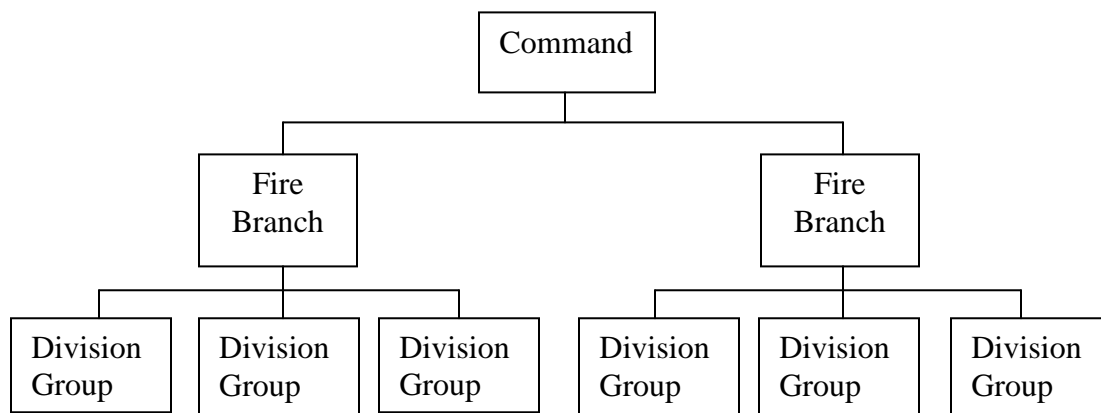 Command
Fire
Branch
Fire
Branch
Division
Group
Division
Group
Division
Group
Division
Group
Division
Group
Division
Group